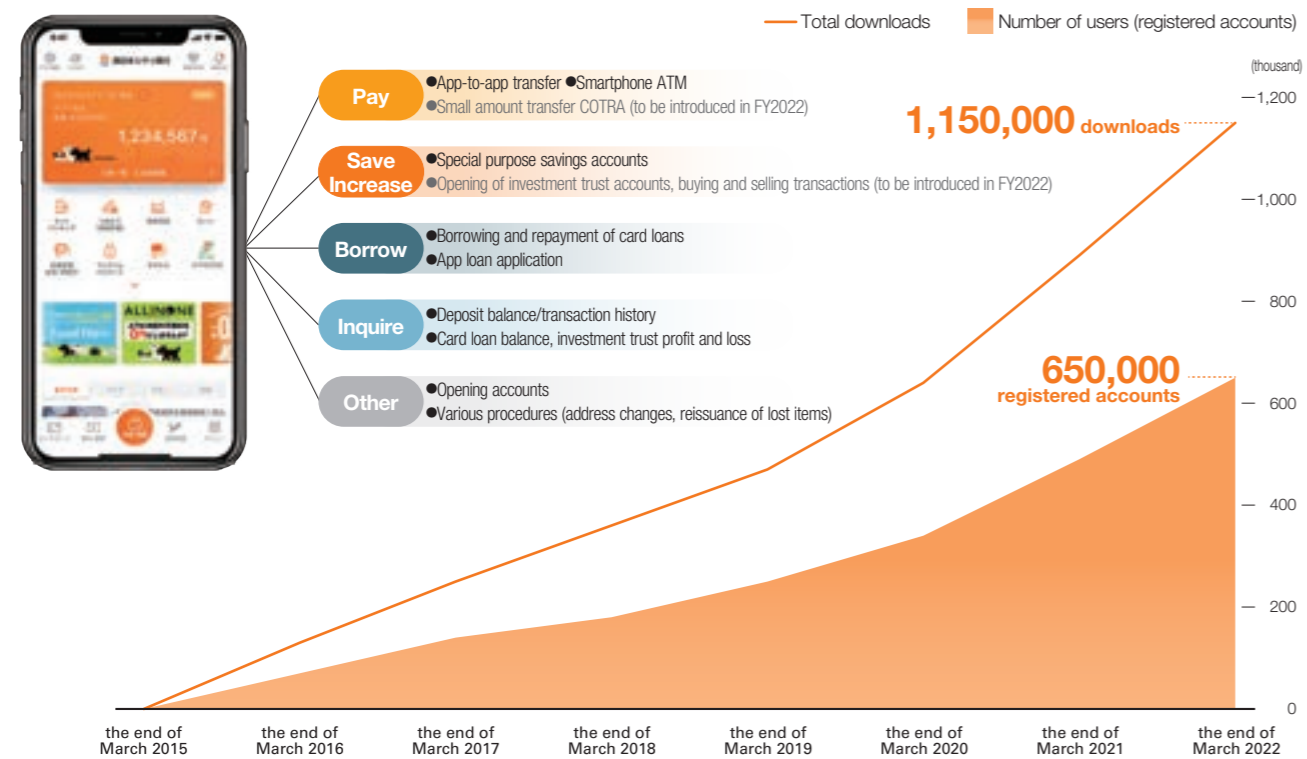 Total downloads
Number of users (registered accounts)
(thousand)
Pay
●App-to-app transfer ●Smartphone ATM
●Small amount transfer COTRA (to be introduced in FY2022)
Save
Increase
●Special purpose savings accounts
●Opening of investment trust accounts, buying and selling transactions (to be introduced in FY2022)
Borrow
●Borrowing and repayment of card loans
●App loan application
Inquire
●Deposit balance/transaction history
●Card loan balance, investment trust profit and loss
Other
●Opening accounts
●Various procedures (address changes, reissuance of lost items)
1,234,567
ALLINONE
1,150,000 downloads
650,000
registered accounts
1,200
1,000
800
600
400
200
0
the end of
March 2015
the end of
March 2016
the end of
March 2017
the end of
March 2018
the end of
March 2019
the end of
March 2020
the end of
March 2021
the end of
March 2022